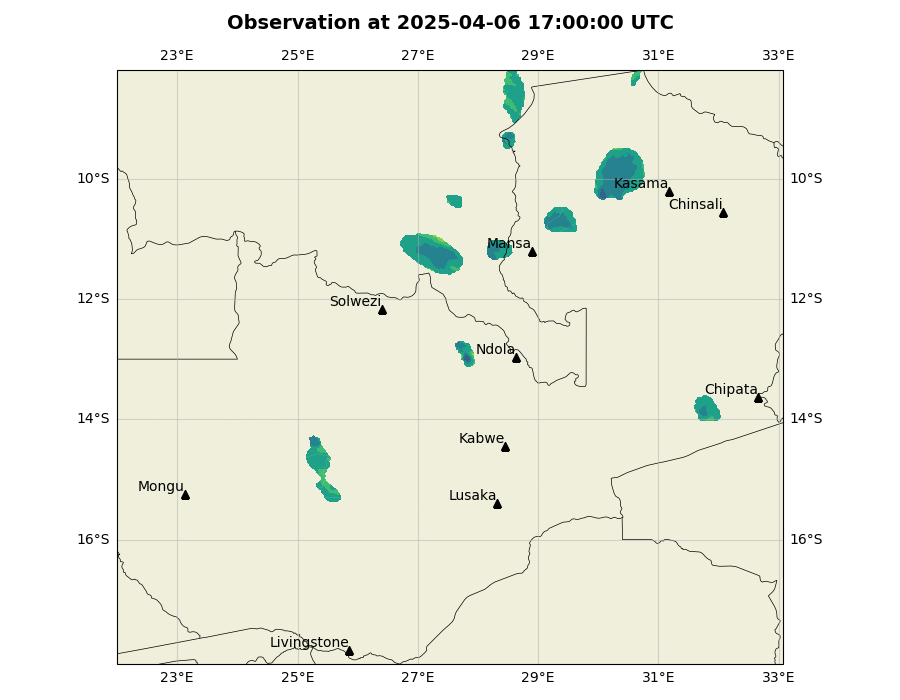 Observation at 2025-04-06 17:00:00 UTC
23°E 25°E 27°E 29°E 31°E 33°E
10°S Kasama 10°S
Chinsali
Mansa
12°S Solwezi 12°S
Ndola
Chipata
14°S 14°S
Kabwe
Mongu Lusaka
16°S 16°S
Livingstone
23°E 25°E 27°E 29°E 31°E 33°E